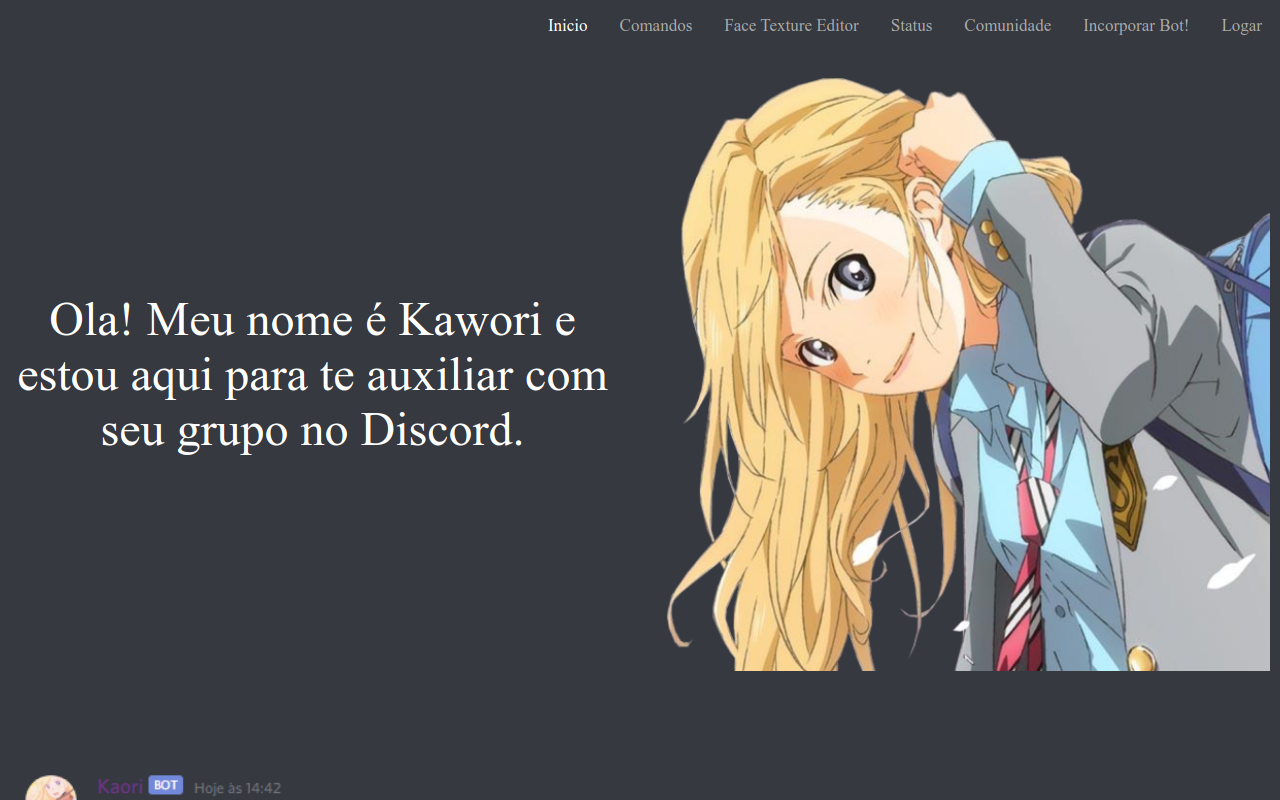 Inicio Comandos Face Texture Editor Status Comunidade Incorporar Bot! Logar
Ola! Meu nome é Kawori e
estou aqui para te auxiliar com
seu grupo no Discord.
Kaori BOT Hoje às 14:42